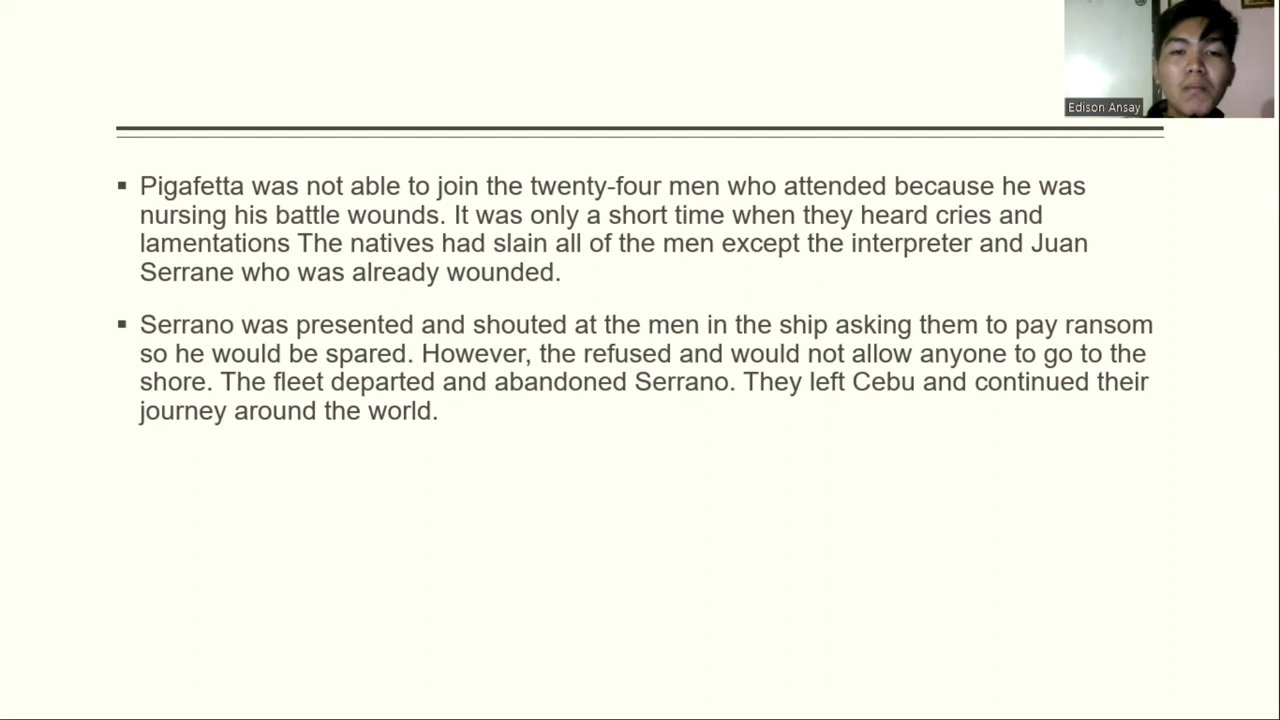 Edison Ansay
▪ Pigafetta was not able to join the twenty-four men who attended because he was
nursing his battle wounds. It was only a short time when they heard cries and
lamentations The natives had slain all of the men except the interpreter and Juan
Serrane who was already wounded.
▪ Serrano was presented and shouted at the men in the ship asking them to pay ransom
so he would be spared. However, the refused and would not allow anyone to go to the
shore. The fleet departed and abandoned Serrano. They left Cebu and continued their
journey around the world.